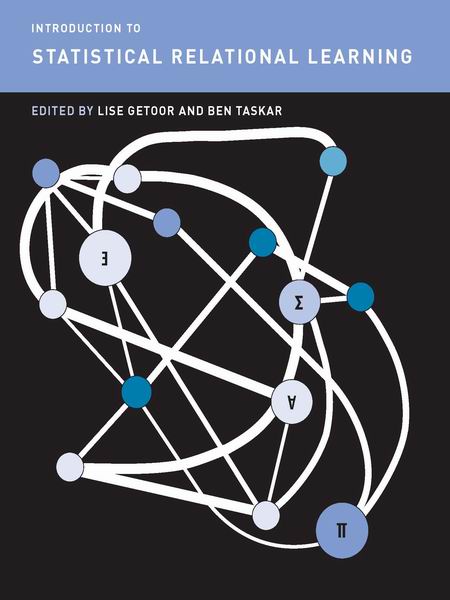 INTRODUCTION TO
STATISTICAL RELATIONAL LEARNING
EDITED BY LISE GETOOR AND BEN TASKAR
∃
Σ
∀
Π